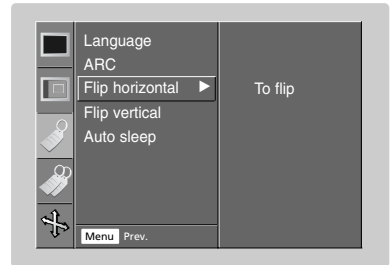 Language
ARC
Flip horizontal ▶ To flip
Flip vertical
Auto sleep
Menu Prev.